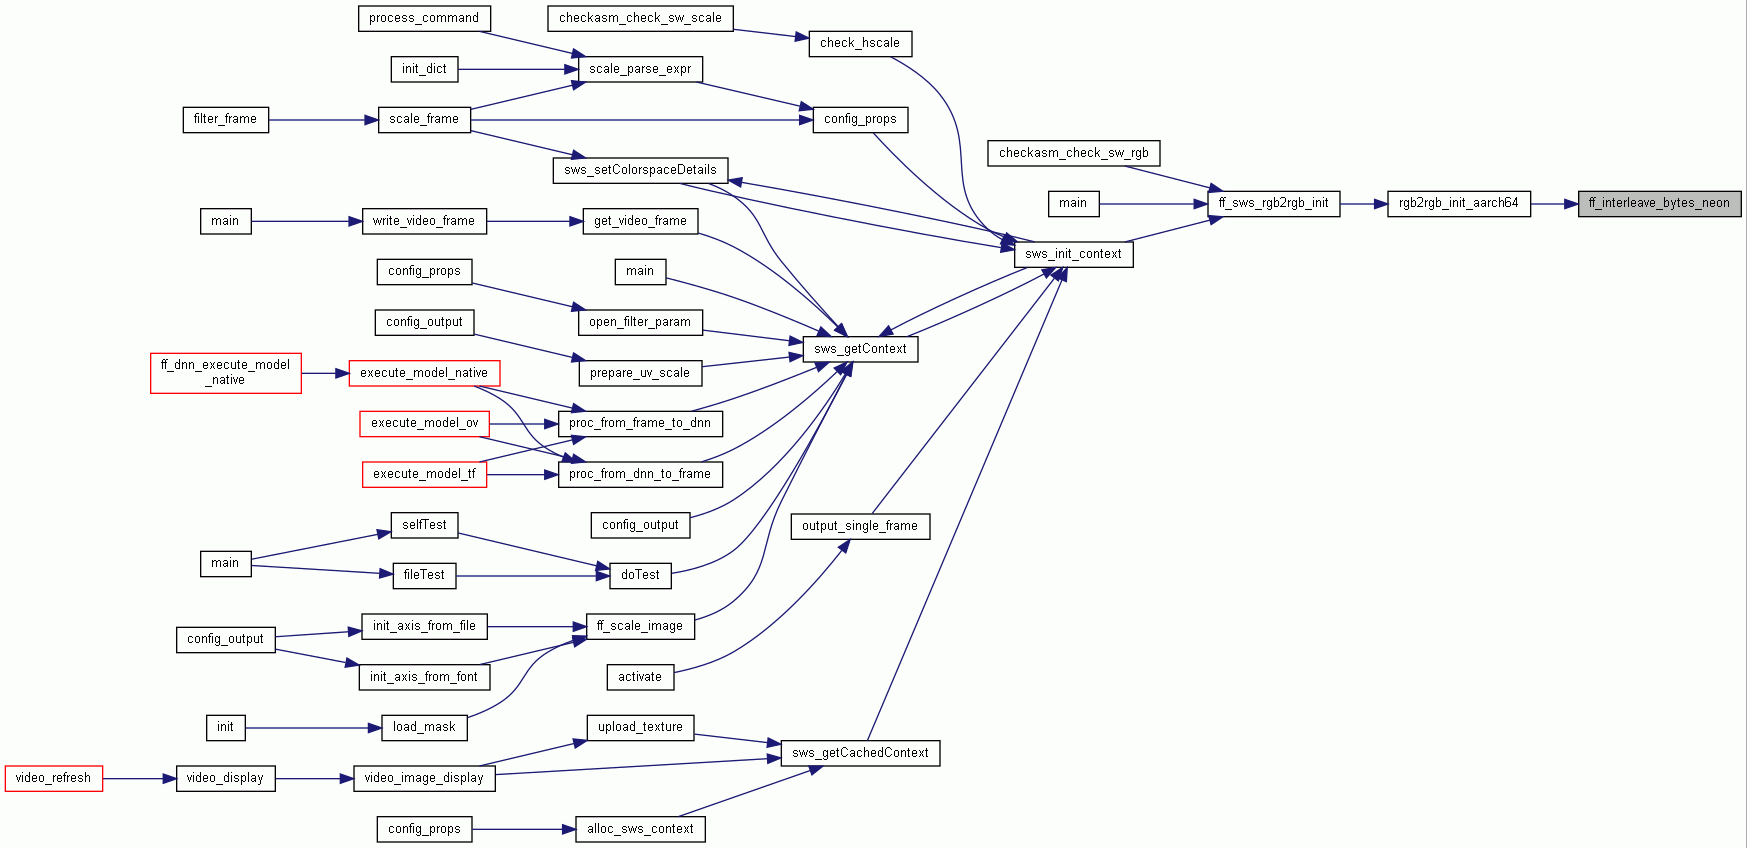 process_command
checkasm_check_sw_scale
check_hscale
init_dict
scale_parse_expr
filter_frame
scale_frame
config_props
checkasm_check_sw_rgb
sws_setColorspaceDetails
main
ff_sws_rgb2rgb_init
rgb2rgb_init_aarch64
ff_interleave_bytes_neon
main
write_video_frame
get_video_frame
sws_init_context
config_props
main
config_output
open_filter_param
sws_getContext
ff_dnn_execute_model
_native
execute_model_native
prepare_uv_scale
execute_model_ov
proc_from_frame_to_dnn
execute_model_tf
proc_from_dnn_to_frame
selfTest
config_output
output_single_frame
main
fileTest
doTest
config_output
init_axis_from_file
ff_scale_image
init_axis_from_font
activate
init
load_mask
upload_texture
sws_getCachedContext
video_refresh
video_display
video_image_display
config_props
alloc_sws_context